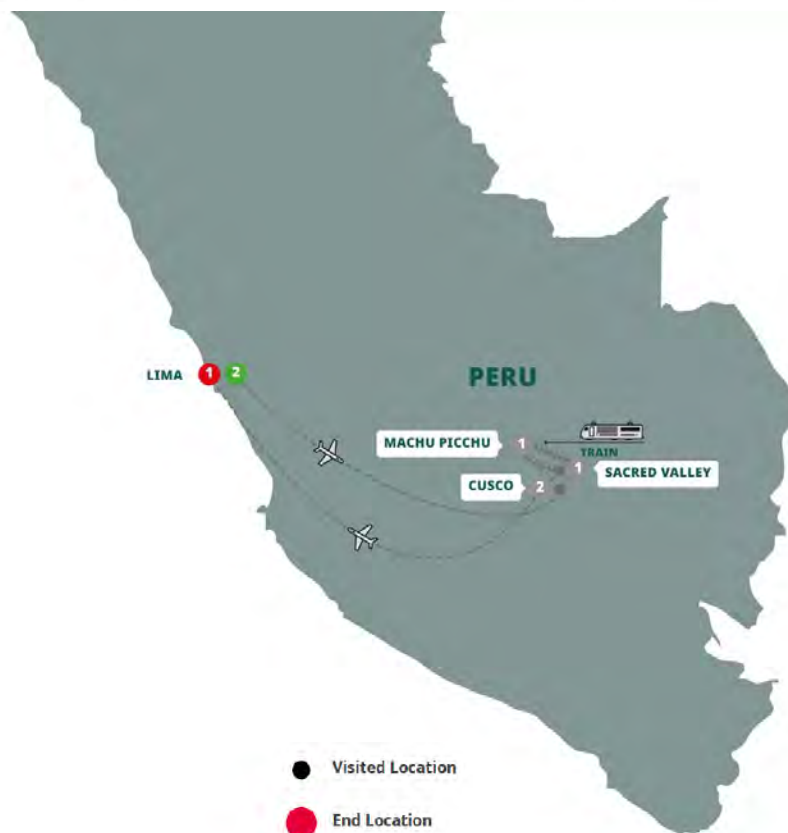 LIMA 1 2
PERU
MACHU PICCHU 1
TRAIN
1 SACRED VALLEY
CUSCO 2
Visited Location
End Location